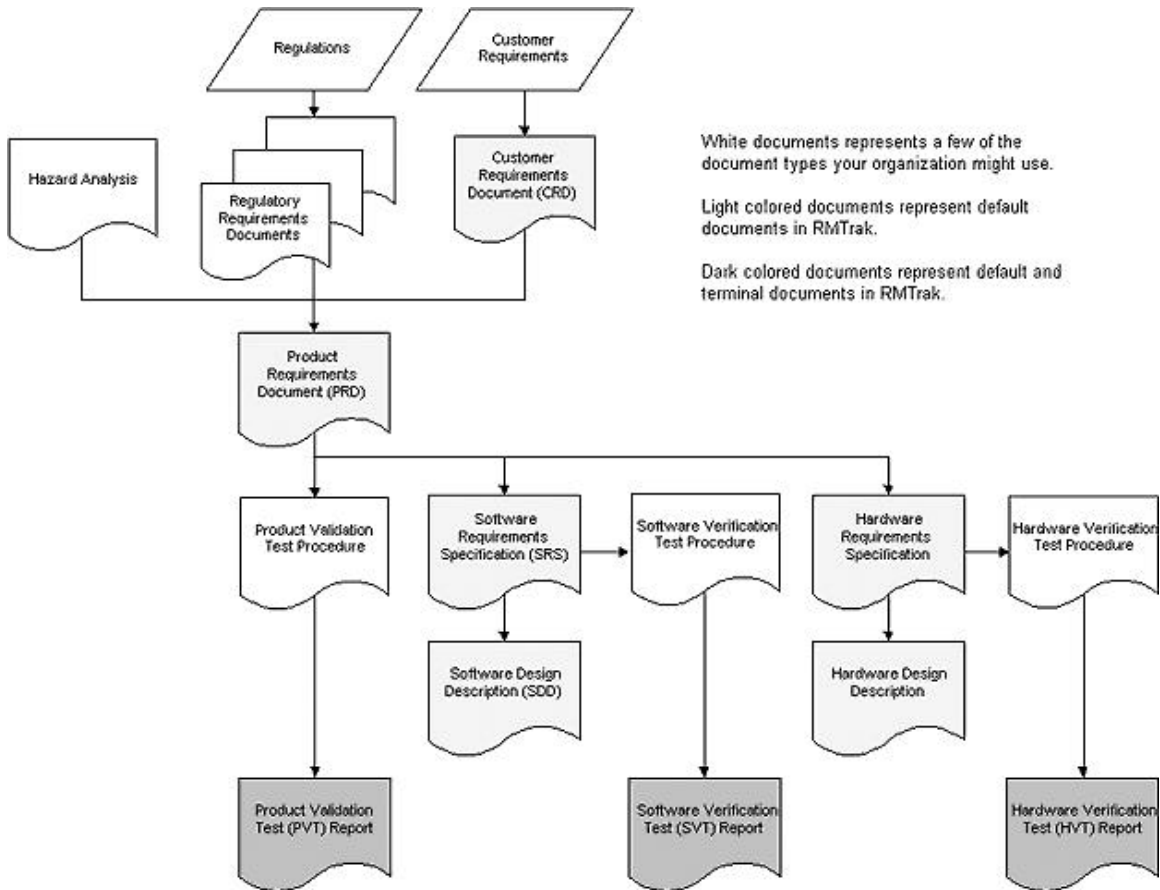 Regulations
Customer
Requirements
Hazard Analysis
Regulatory
Requirements
Documents
Customer
Requirements
Document (CRD)
White documents represents a few of the
document types your organization might use.
Light colored documents represent default
documents in RMTrak.
Dark colored documents represent default and
terminal documents in RMTrak.
Product
Requirements
Document (PRD)
Product Validation
Test Procedure
Software
Requirements
Specification (SRS)
Software Verification
Test Procedure
Hardware
Requirements
Specification
Hardware Verification
Test Procedure
Software Design
Description (SDD)
Hardware Design
Description
Product Validation
Test (PVT) Report
Software Verification
Test (SVT) Report
Hardware Verification
Test (HVT) Report